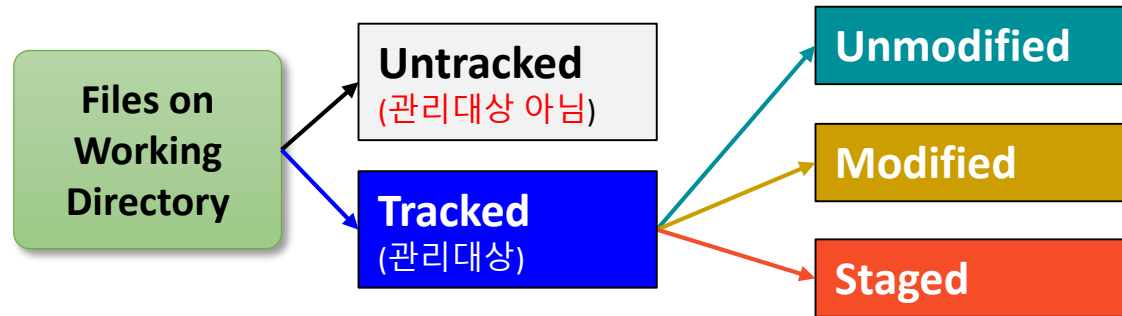 Files on
Working
Directory
Untracked
(관리대상 아님)
Tracked
(관리대상)
Unmodified
Modified
Staged